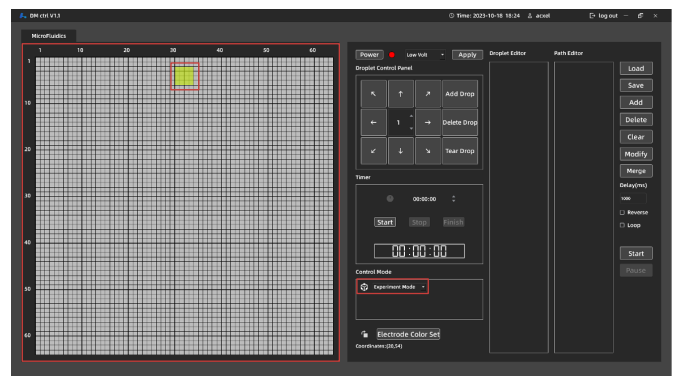 DM ctrl V1.1
Time: 2023-10-18 18:24 acxel log out
MicroFluidics
1 10 20 30 40 50 60
1
10
20
30
40
50
60
Power Low Volt Apply
Droplet Control Panel
Add Drop
1 Delete Drop
Tear Drop
Timer
00:00:00
Start Stop Finish
00:00:00
Control Mode
Experiment Mode
Electrode Color Set
Coordinates:(20,54)
Droplet Editor
Path Editor
Load
Save
Add
Delete
Clear
Modify
Merge
Delay(ms)
1000
Reverse
Loop
Start
Pause